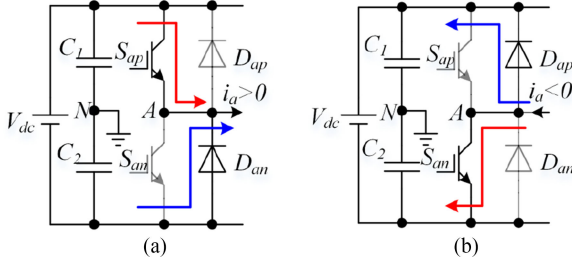 C1 Sap Dap
Vdc N A ia>0
C2 San Dan
(a)
C1 Sap Dap
Vdc N A ia<0
C2 San Dan
(b)